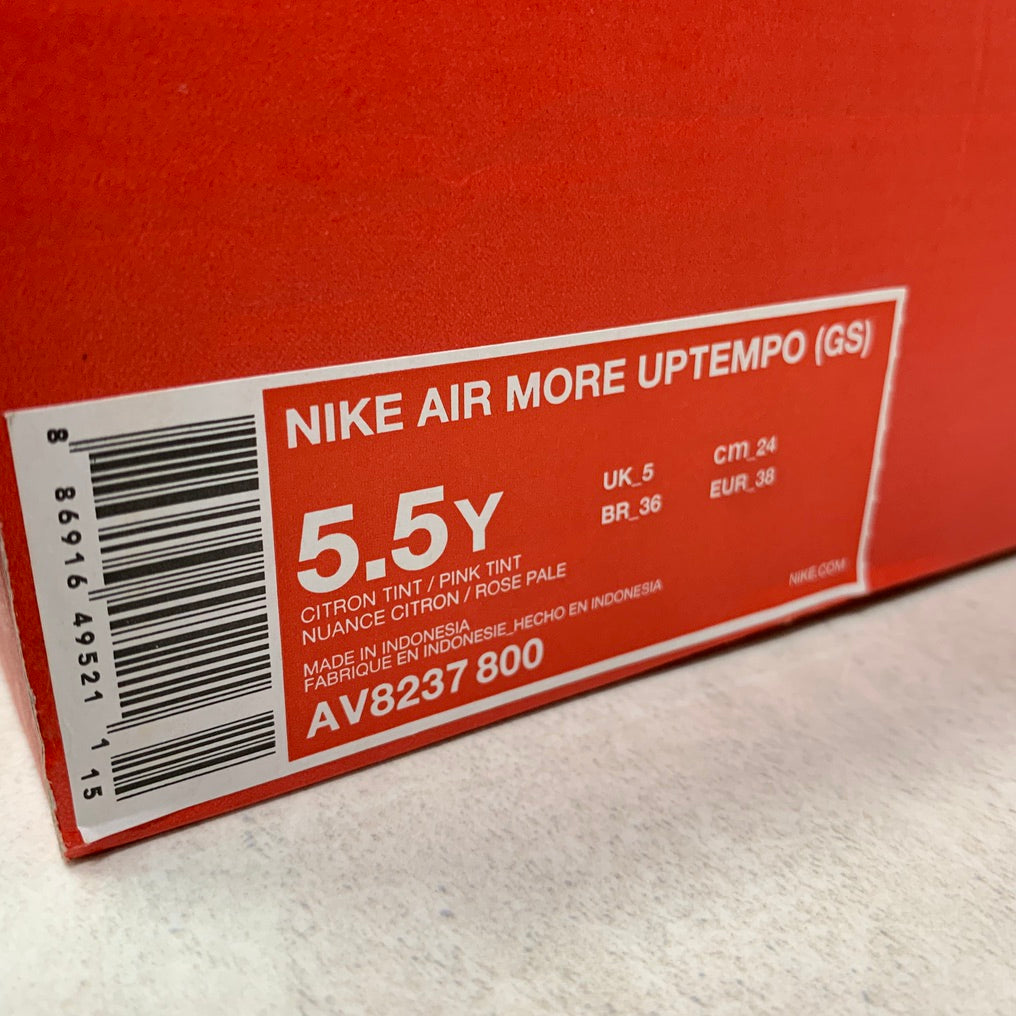 NIKE AIR MORE UPTEMPO (GS)
5.5Y
UK_5 cm_24
BR_36 EUR_38
CITRON TINT / PINK TINT
NUANCE CITRON / ROSE PALE
MADE IN INDONESIA
FABRIQUE EN INDONESIE_HECHO EN INDONESIA
NIKE.COM
AV8237 800
8 86916 49521 1 15